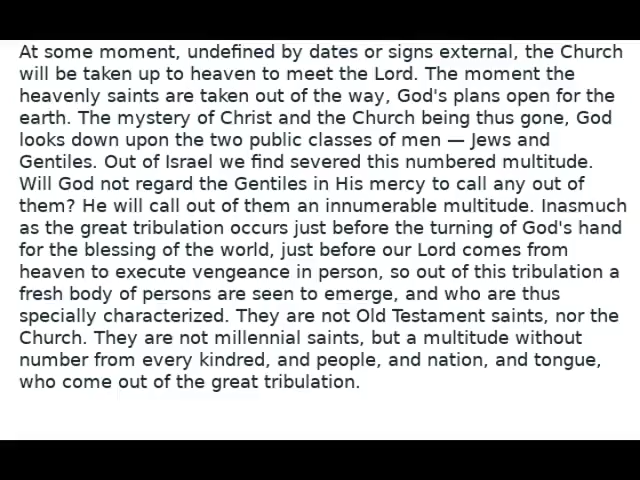 At some moment, undefined by dates or signs external, the Church
will be taken up to heaven to meet the Lord. The moment the
heavenly saints are taken out of the way, God's plans open for the
earth. The mystery of Christ and the Church being thus gone, God
looks down upon the two public classes of men — Jews and
Gentiles. Out of Israel we find severed this numbered multitude.
Will God not regard the Gentiles in His mercy to call any out of
them? He will call out of them an innumerable multitude. Inasmuch
as the great tribulation occurs just before the turning of God's hand
for the blessing of the world, just before our Lord comes from
heaven to execute vengeance in person, so out of this tribulation a
fresh body of persons are seen to emerge, and who are thus
specially characterized. They are not Old Testament saints, nor the
Church. They are not millennial saints, but a multitude without
number from every kindred, and people, and nation, and tongue,
who come out of the great tribulation.